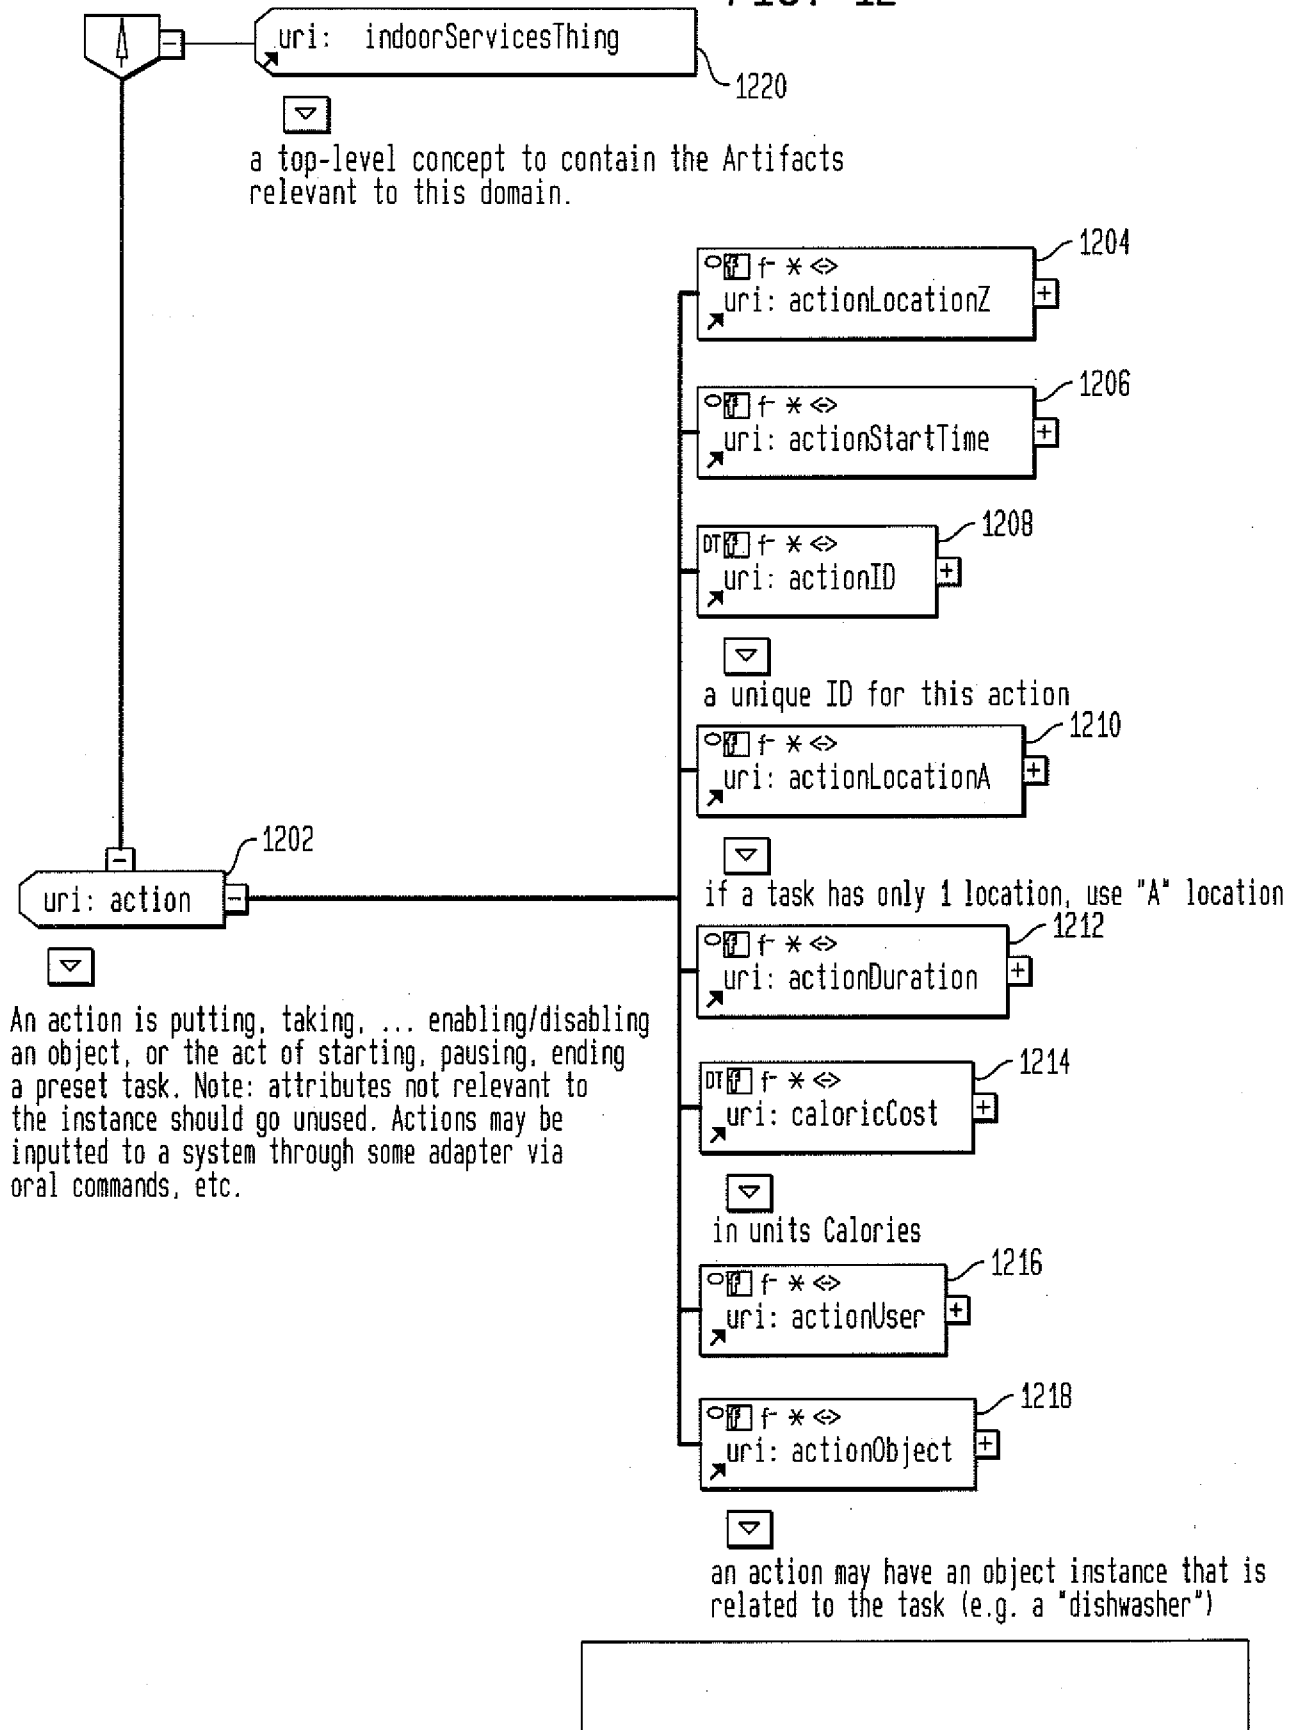 FIG. 12
uri: indoorServicesThing
1220
a top-level concept to contain the Artifacts
relevant to this domain.
1204
f f- * <->
uri: actionLocationZ
1206
f f- * <->
uri: actionStartTime
1208
DT f f- * <->
uri: actionID
a unique ID for this action
1210
f f- * <->
uri: actionLocationA
if a task has only 1 location, use "A" location
1202
uri: action
An action is putting, taking, ... enabling/disabling
an object, or the act of starting, pausing, ending
a preset task. Note: attributes not relevant to
the instance should go unused. Actions may be
inputted to a system through some adapter via
oral commands, etc.
1212
f f- * <->
uri: actionDuration
1214
DT f f- * <->
uri: caloricCost
in units Calories
1216
f f- * <->
uri: actionUser
1218
f f- * <->
uri: actionObject
an action may have an object instance that is
related to the task (e.g. a "dishwasher")